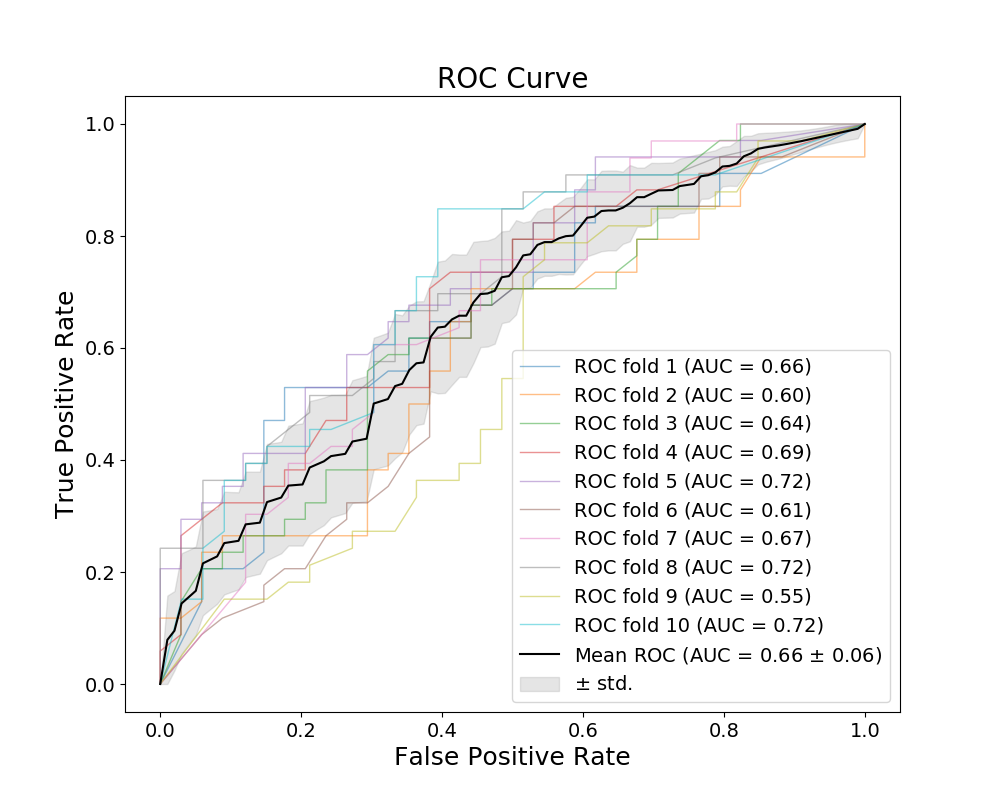 ROC Curve
True Positive Rate
1.0
0.8
0.6
0.4
0.2
0.0
ROC fold 1 (AUC = 0.66)
ROC fold 2 (AUC = 0.60)
ROC fold 3 (AUC = 0.64)
ROC fold 4 (AUC = 0.69)
ROC fold 5 (AUC = 0.72)
ROC fold 6 (AUC = 0.61)
ROC fold 7 (AUC = 0.67)
ROC fold 8 (AUC = 0.72)
ROC fold 9 (AUC = 0.55)
ROC fold 10 (AUC = 0.72)
Mean ROC (AUC = 0.66 ± 0.06)
± std.
0.0 0.2 0.4 0.6 0.8 1.0
False Positive Rate